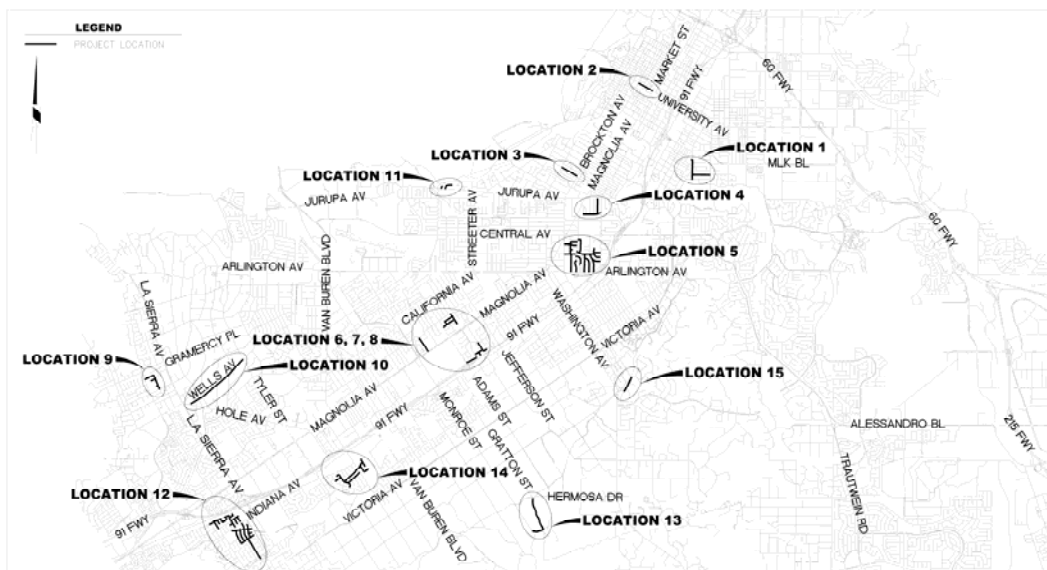 LEGEND
PROJECT LOCATION
MARKET ST
91 FWY
60 FWY
LOCATION 2
UNIVERSITY AV
BROCKTON AV
MAGNOLIA AV
LOCATION 1
MLK BL
LOCATION 3
LOCATION 11
JURUPA AV
JURUPA AV
LOCATION 4
STREETER AV
CENTRAL AV
60 FWY
LOCATION 5
ARLINGTON AV
ARLINGTON AV
VAN BUREN BLVD
LA SIERRA AV
CALIFORNIA AV
MAGNOLIA AV
91 FWY
WASHINGTON AV
VICTORIA AV
GRAMERCY PL
LOCATION 6, 7, 8
LOCATION 9
WELLS AV
LOCATION 10
TYLER ST
HOLE AV
JEFFERSON ST
ADAMS ST
MONROE ST
GRATTON ST
LOCATION 15
MAGNOLIA AV
91 FWY
ALESSANDRO BL
215 FWY
TRAUTWEIN RD
LA SIERRA AV
LOCATION 14
LOCATION 12
INDIANA AV
VICTORIA AV
VAN BUREN BLVD
HERMOSA DR
LOCATION 13
91 FWY